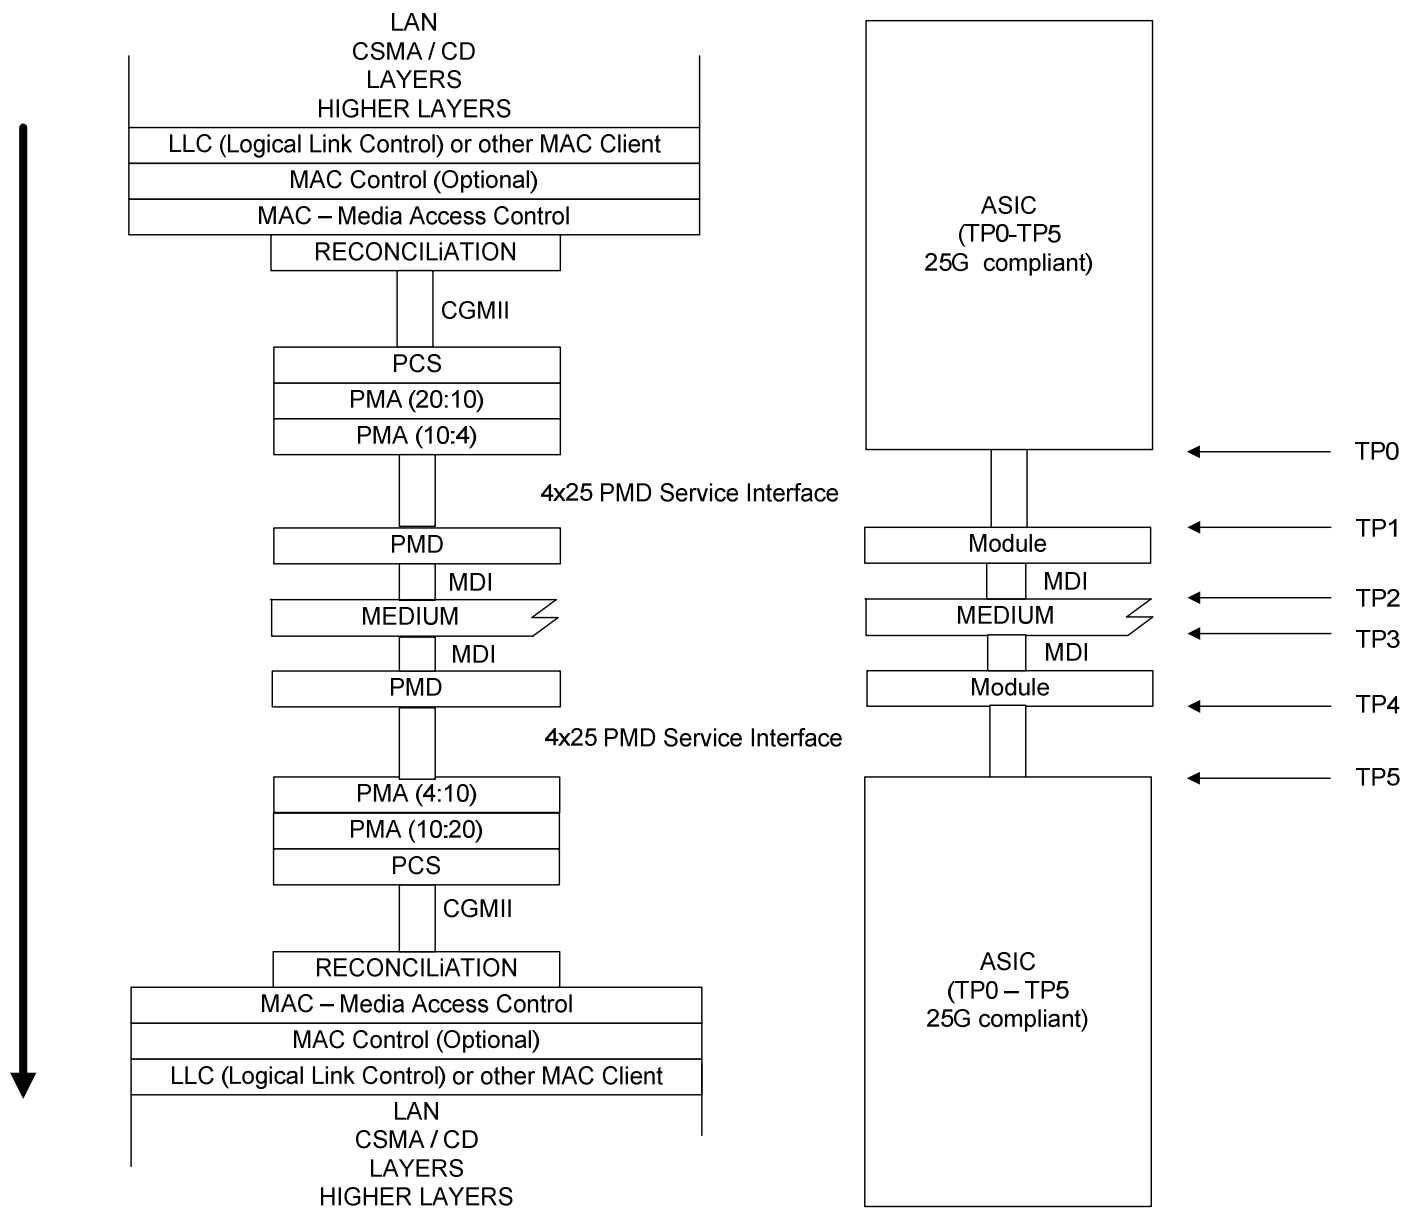 LAN
CSMA / CD
LAYERS
HIGHER LAYERS
LLC (Logical Link Control) or other MAC Client
MAC Control (Optional)
MAC – Media Access Control
RECONCILiATION
CGMII
PCS
PMA (20:10)
PMA (10:4)
4x25 PMD Service Interface
PMD
MDI
MEDIUM
MDI
PMD
4x25 PMD Service Interface
PMA (4:10)
PMA (10:20)
PCS
CGMII
RECONCILiATION
MAC – Media Access Control
MAC Control (Optional)
LLC (Logical Link Control) or other MAC Client
LAN
CSMA / CD
LAYERS
HIGHER LAYERS
ASIC
(TP0-TP5
25G compliant)
Module
MDI
MEDIUM
MDI
Module
ASIC
(TP0 – TP5
25G compliant)
TP0
TP1
TP2
TP3
TP4
TP5